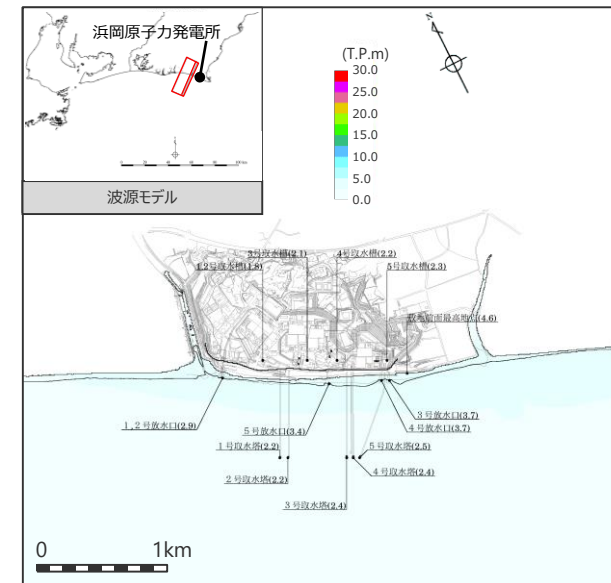 浜岡原子力発電所
波源モデル
(T.P.m)
30.0
25.0
20.0
15.0
10.0
5.0
0.0
N
3号取水槽(2.1)
4号取水槽(2.2)
1,2号取水槽(1.8)
5号取水槽(2.3)
敷地前面最高地点(4.6)
1,2号放水口(2.9)
5号放水口(3.4)
3号放水口(3.7)
4号放水口(3.7)
1号取水塔(2.2)
5号取水塔(2.5)
2号取水塔(2.2)
4号取水塔(2.4)
3号取水塔(2.4)
0 1km